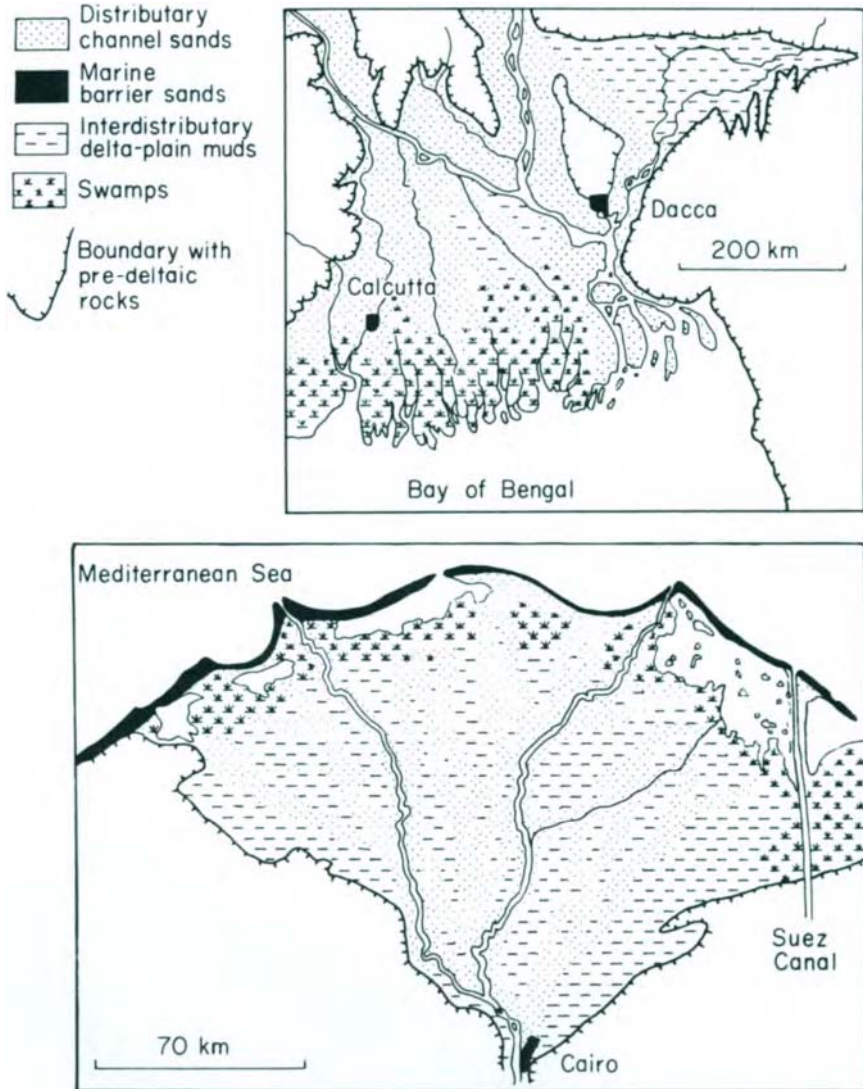 Distributary
channel sands
Marine
barrier sands
Interdistributary
delta-plain muds
Swamps
Boundary with
pre-deltaic
rocks
Dacca
200 km
Calcutta
Bay of Bengal
Mediterranean Sea
Suez
Canal
70 km
Cairo